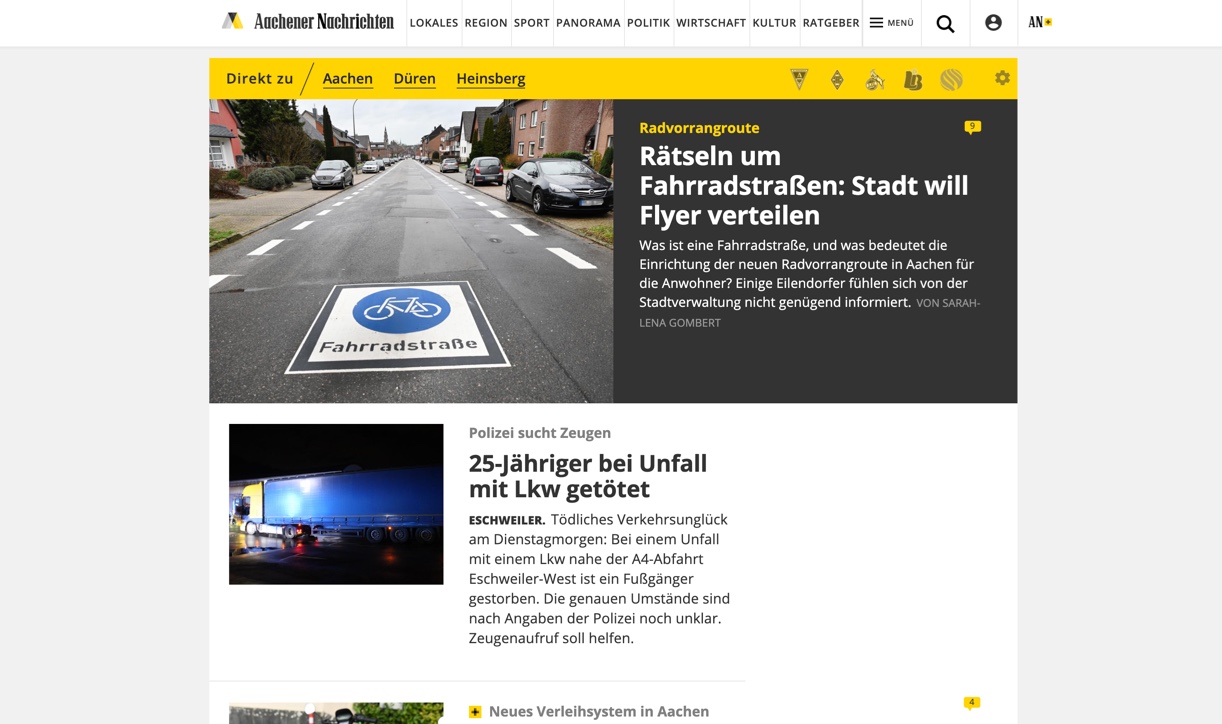 Aachener Nachrichten
LOKALES REGION SPORT PANORAMA POLITIK WIRTSCHAFT KULTUR RATGEBER MENÜ AN+
Direkt zu Aachen Düren Heinsberg
Fahrradstraße
Radvorrangroute
9
Rätseln um
Fahrradstraßen: Stadt will
Flyer verteilen
Was ist eine Fahrradstraße, und was bedeutet die
Einrichtung der neuen Radvorrangroute in Aachen für
die Anwohner? Einige Eilendorfer fühlen sich von der
Stadtverwaltung nicht genügend informiert. VON SARAH-
LENA GOMBERT
Polizei sucht Zeugen
25-Jähriger bei Unfall
mit Lkw getötet
ESCHWEILER. Tödliches Verkehrsunglück
am Dienstagmorgen: Bei einem Unfall
mit einem Lkw nahe der A4-Abfahrt
Eschweiler-West ist ein Fußgänger
gestorben. Die genauen Umstände sind
nach Angaben der Polizei noch unklar.
Zeugenaufruf soll helfen.
+ Neues Verleihsystem in Aachen
4